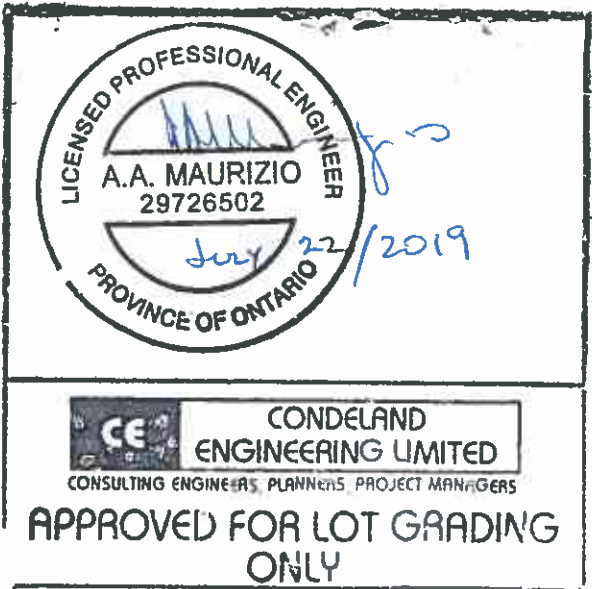 LICENSED PROFESSIONAL ENGINEER
A.A. MAURIZIO
29726502
July 22/2019
PROVINCE OF ONTARIO
CE
CONDELAND
ENGINEERING LIMITED
CONSULTING ENGINEERS, PLANNERS PROJECT MANAGERS
APPROVED FOR LOT GRADING
ONLY